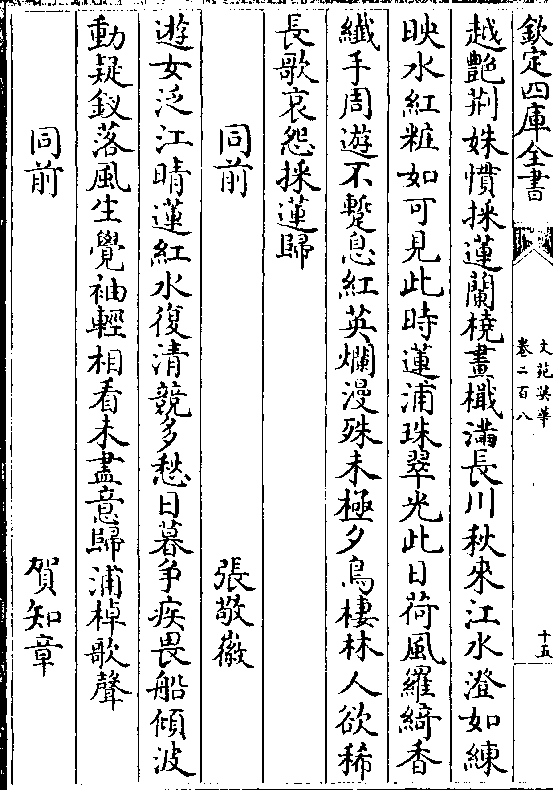 欽定四庫全書
文苑英華
卷二百八
十五
越艶荆姝慣採蓮蘭橈畫檝滿長川秋來江水澄如練
映水紅粧如可見此時蓮浦珠翠光此日荷風羅綺香
纖手周遊不蹔息紅英爛漫殊未極夕鳥棲林人欲稀
長歌哀怨採蓮歸
同前 張敬徽
遊女泛江晴蓮紅水復清競多愁日暮爭疾畏船傾波
動疑釵落風生覺袖輕相看未盡意歸浦棹歌聲
同前 賀知章